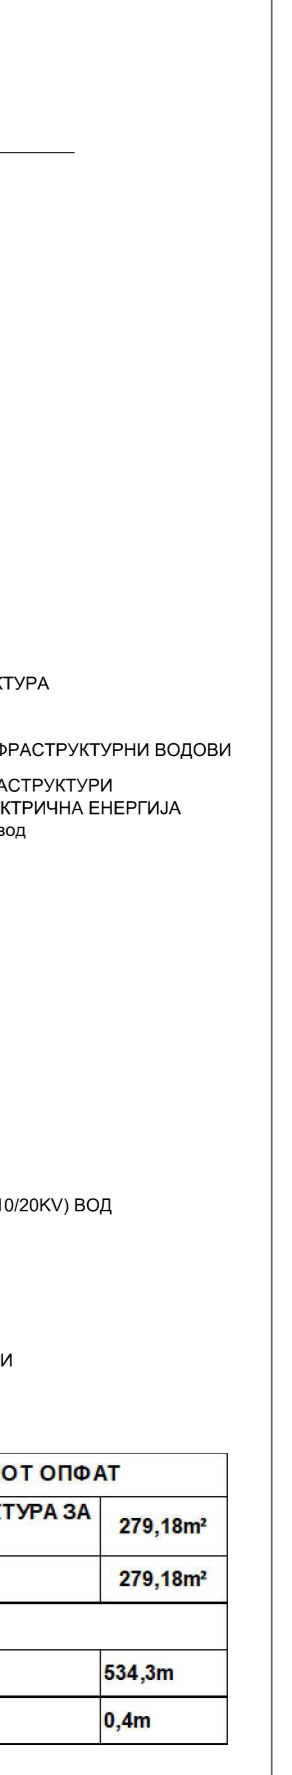 КТУРА
ФРАСТРУКТУРНИ ВОДОВИ
АСТРУКТУРИ
КТРИЧНА ЕНЕРГИЈА
вод
10/20KV) ВОД
И
ОТ ОПФАТ
КТУРА ЗА
279,18m²
279,18m²
534,3m
0,4m